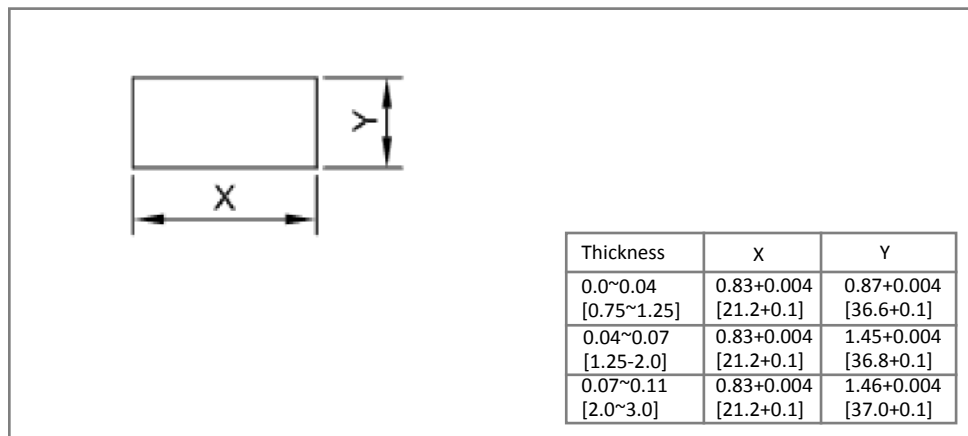 Y
X
Thickness X Y
0.0~0.04 0.83+0.004 0.87+0.004
[0.75~1.25] [21.2+0.1] [36.6+0.1]
0.04~0.07 0.83+0.004 1.45+0.004
[1.25-2.0] [21.2+0.1] [36.8+0.1]
0.07~0.11 0.83+0.004 1.46+0.004
[2.0~3.0] [21.2+0.1] [37.0+0.1]